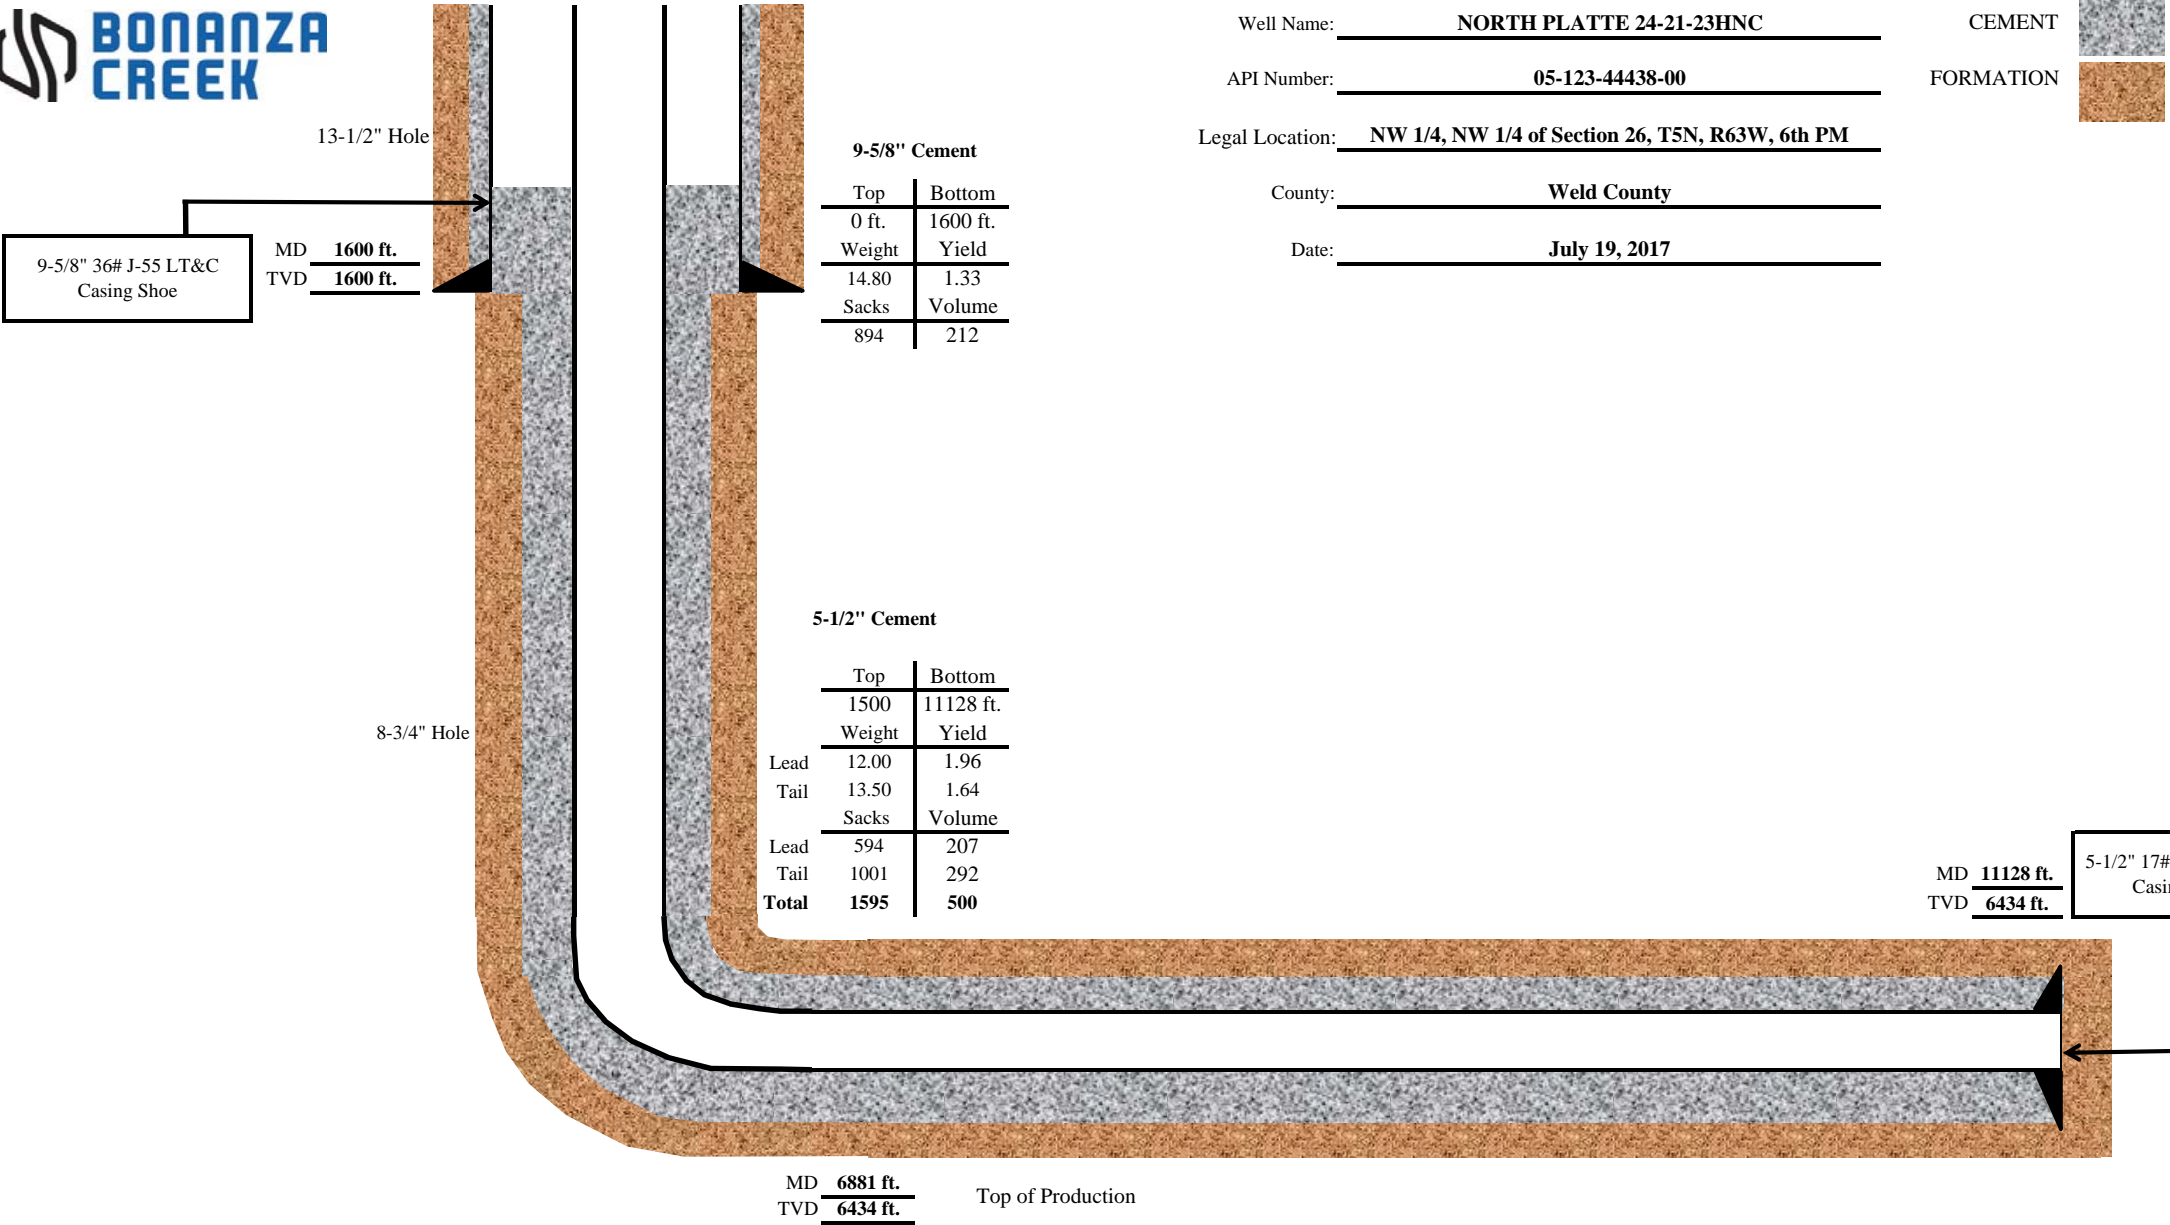 BONANZA
CREEK
Well Name: NORTH PLATTE 24-21-23HNC
API Number: 05-123-44438-00
Legal Location: NW 1/4, NW 1/4 of Section 26, T5N, R63W, 6th PM
County: Weld County
Date: July 19, 2017
CEMENT
FORMATION
13-1/2" Hole
9-5/8" 36# J-55 LT&C
Casing Shoe
MD 1600 ft.
TVD 1600 ft.
9-5/8" Cement
Top Bottom
0 ft. 1600 ft.
Weight Yield
14.80 1.33
Sacks Volume
894 212
8-3/4" Hole
5-1/2" Cement
Top Bottom
1500 11128 ft.
Weight Yield
Lead 12.00 1.96
Tail 13.50 1.64
Sacks Volume
Lead 594 207
Tail 1001 292
Total 1595 500
MD 11128 ft.
TVD 6434 ft.
5-1/2" 17#
MD 6881 ft.
TVD 6434 ft.
Top of Production